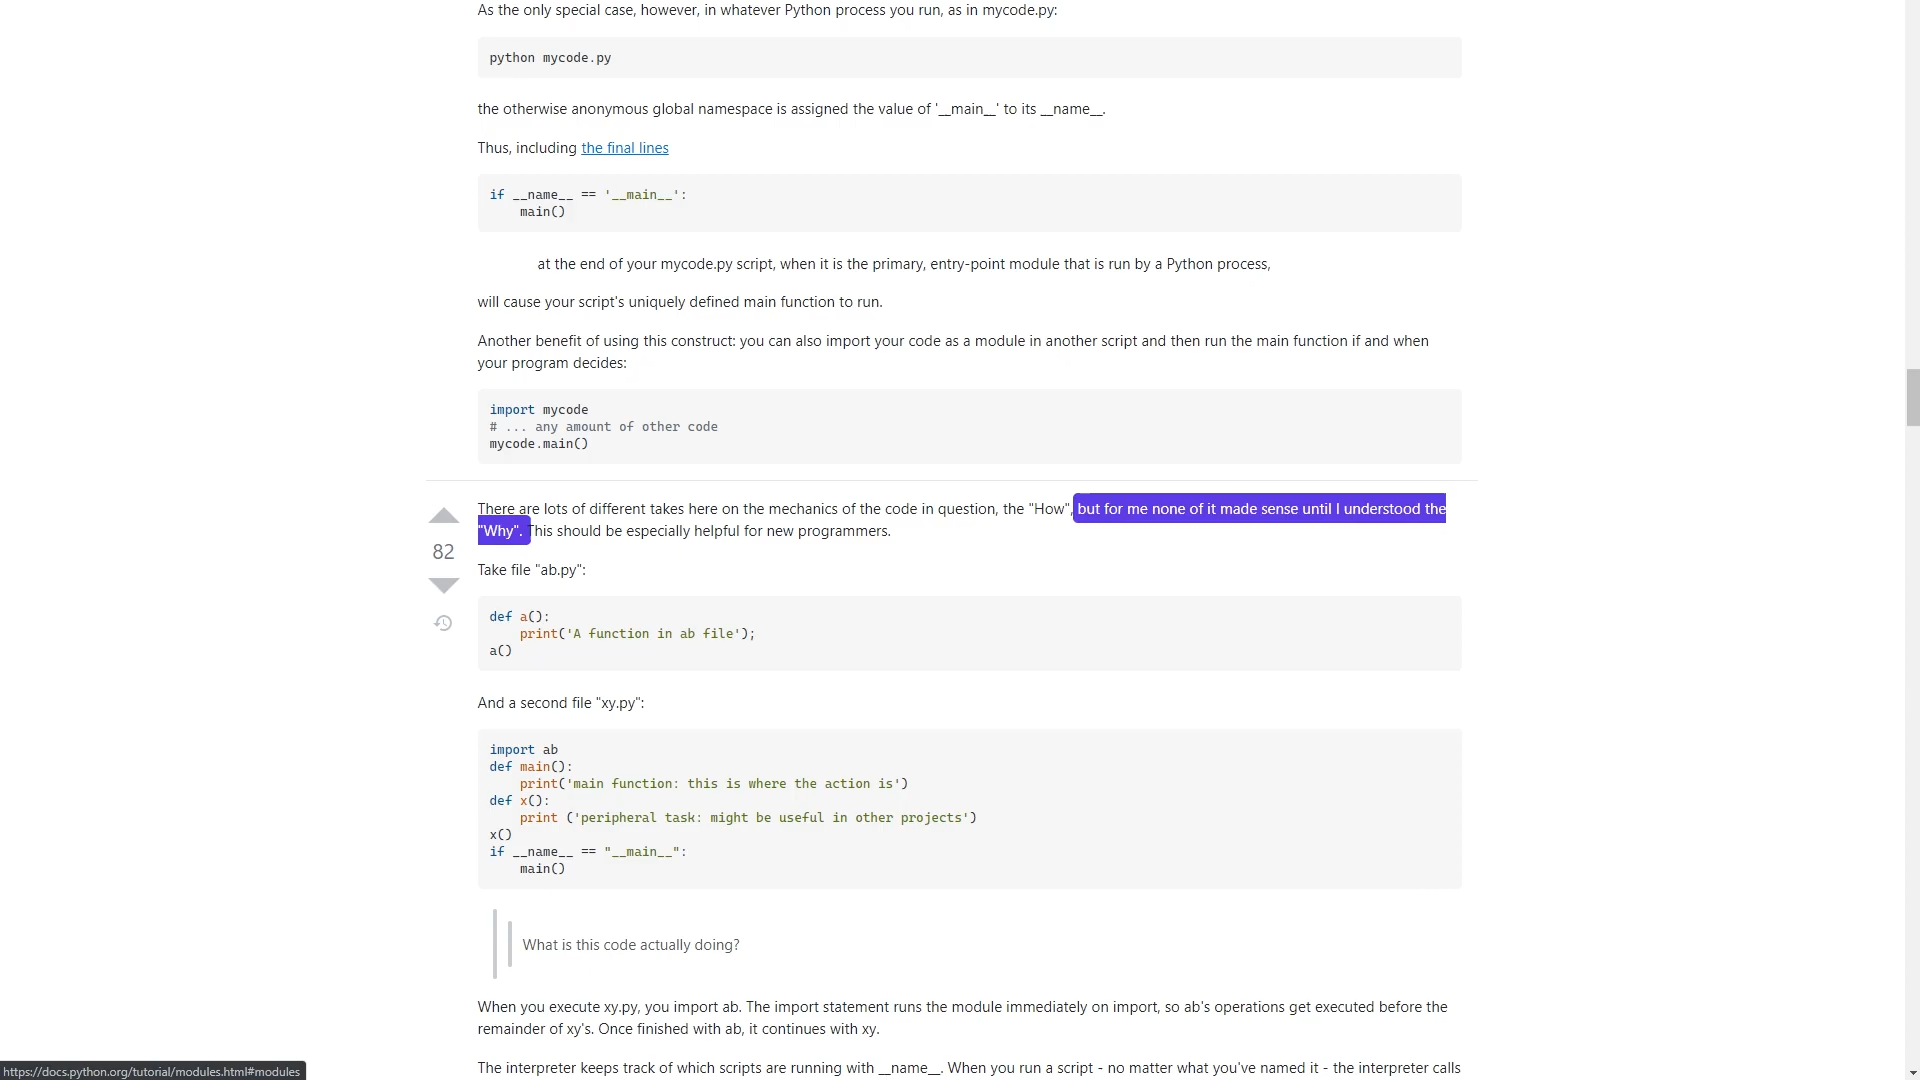 As the only special case, however, in whatever Python process you run, as in mycode.py:
python mycode.py
the otherwise anonymous global namespace is assigned the value of '__main__' to its __name__.
Thus, including the final lines
if __name__ == '__main__':
    main()
at the end of your mycode.py script, when it is the primary, entry-point module that is run by a Python process,
will cause your script's uniquely defined main function to run.
Another benefit of using this construct: you can also import your code as a module in another script and then run the main function if and when
your program decides:
import mycode
# ... any amount of other code
mycode.main()
There are lots of different takes here on the mechanics of the code in question, the "How", but for me none of it made sense until I understood the
"Why". This should be especially helpful for new programmers.
82
Take file "ab.py":
def a():
    print('A function in ab file');
a()
And a second file "xy.py":
import ab
def main():
    print('main function: this is where the action is')
def x():
    print ('peripheral task: might be useful in other projects')
x()
if __name__ == "__main__":
    main()
What is this code actually doing?
When you execute xy.py, you import ab. The import statement runs the module immediately on import, so ab's operations get executed before the
remainder of xy's. Once finished with ab, it continues with xy.
The interpreter keeps track of which scripts are running with __name__. When you run a script - no matter what you've named it - the interpreter calls
https://docs.python.org/tutorial/modules.html#modules